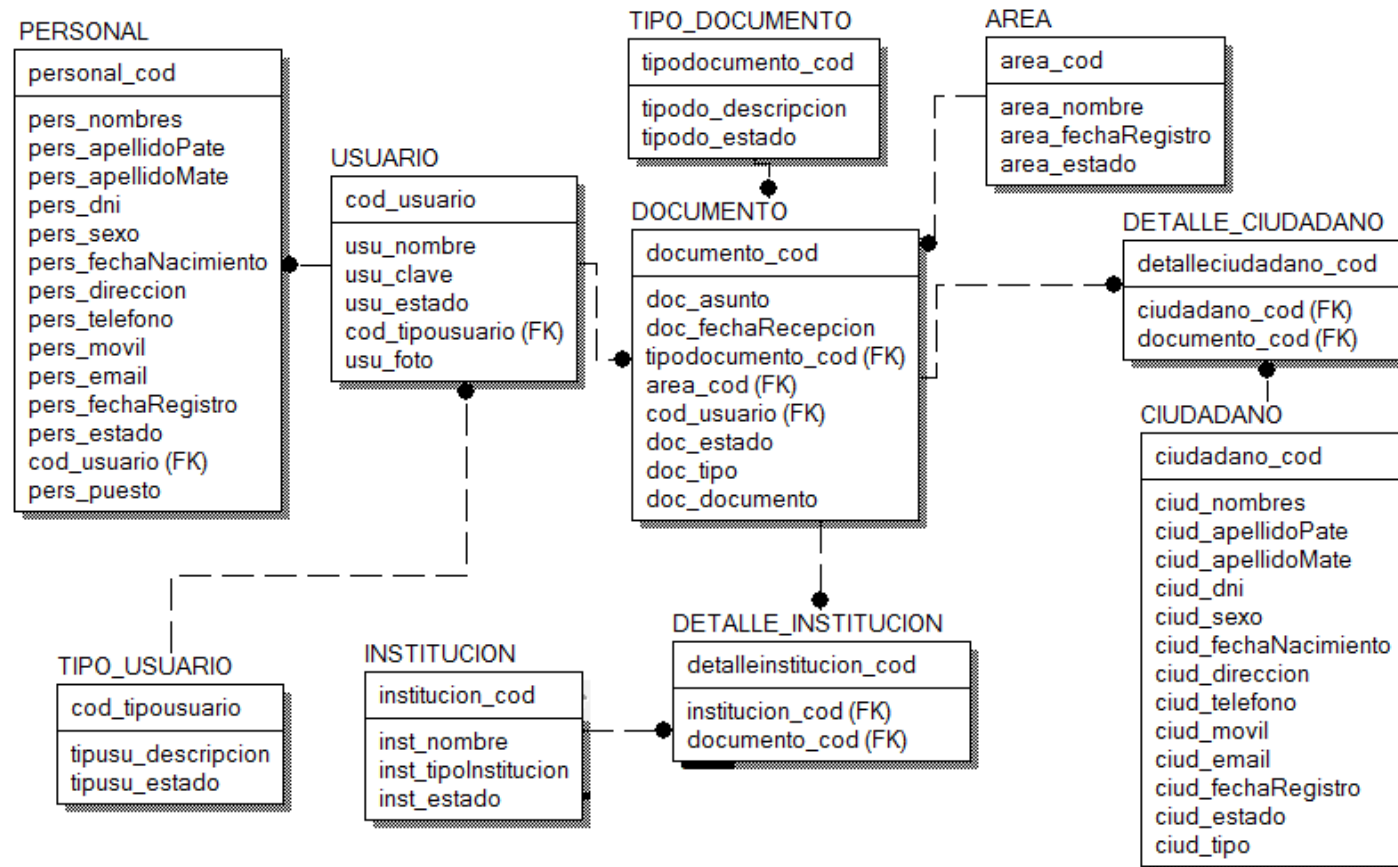 PERSONAL
personal_cod
pers_nombres
pers_apellidoPate
pers_apellidoMate
pers_dni
pers_sexo
pers_fechaNacimiento
pers_direccion
pers_telefono
pers_movil
pers_email
pers_fechaRegistro
pers_estado
cod_usuario (FK)
pers_puesto
USUARIO
cod_usuario
usu_nombre
usu_clave
usu_estado
cod_tipousuario (FK)
usu_foto
TIPO_DOCUMENTO
tipodocumento_cod
tipodo_descripcion
tipodo_estado
AREA
area_cod
area_nombre
area_fechaRegistro
area_estado
DOCUMENTO
documento_cod
doc_asunto
doc_fechaRecepcion
tipodocumento_cod (FK)
area_cod (FK)
cod_usuario (FK)
doc_estado
doc_tipo
doc_documento
DETALLE_CIUDADANO
detalleciudadano_cod
ciudadano_cod (FK)
documento_cod (FK)
CIUDADANO
ciudadano_cod
ciud_nombres
ciud_apellidoPate
ciud_apellidoMate
ciud_dni
ciud_sexo
ciud_fechaNacimiento
ciud_direccion
ciud_telefono
ciud_movil
ciud_email
ciud_fechaRegistro
ciud_estado
ciud_tipo
TIPO_USUARIO
cod_tipousuario
tipusu_descripcion
tipusu_estado
INSTITUCION
institucion_cod
inst_nombre
inst_tipoInstitucion
inst_estado
DETALLE_INSTITUCION
detalleinstitucion_cod
institucion_cod (FK)
documento_cod (FK)